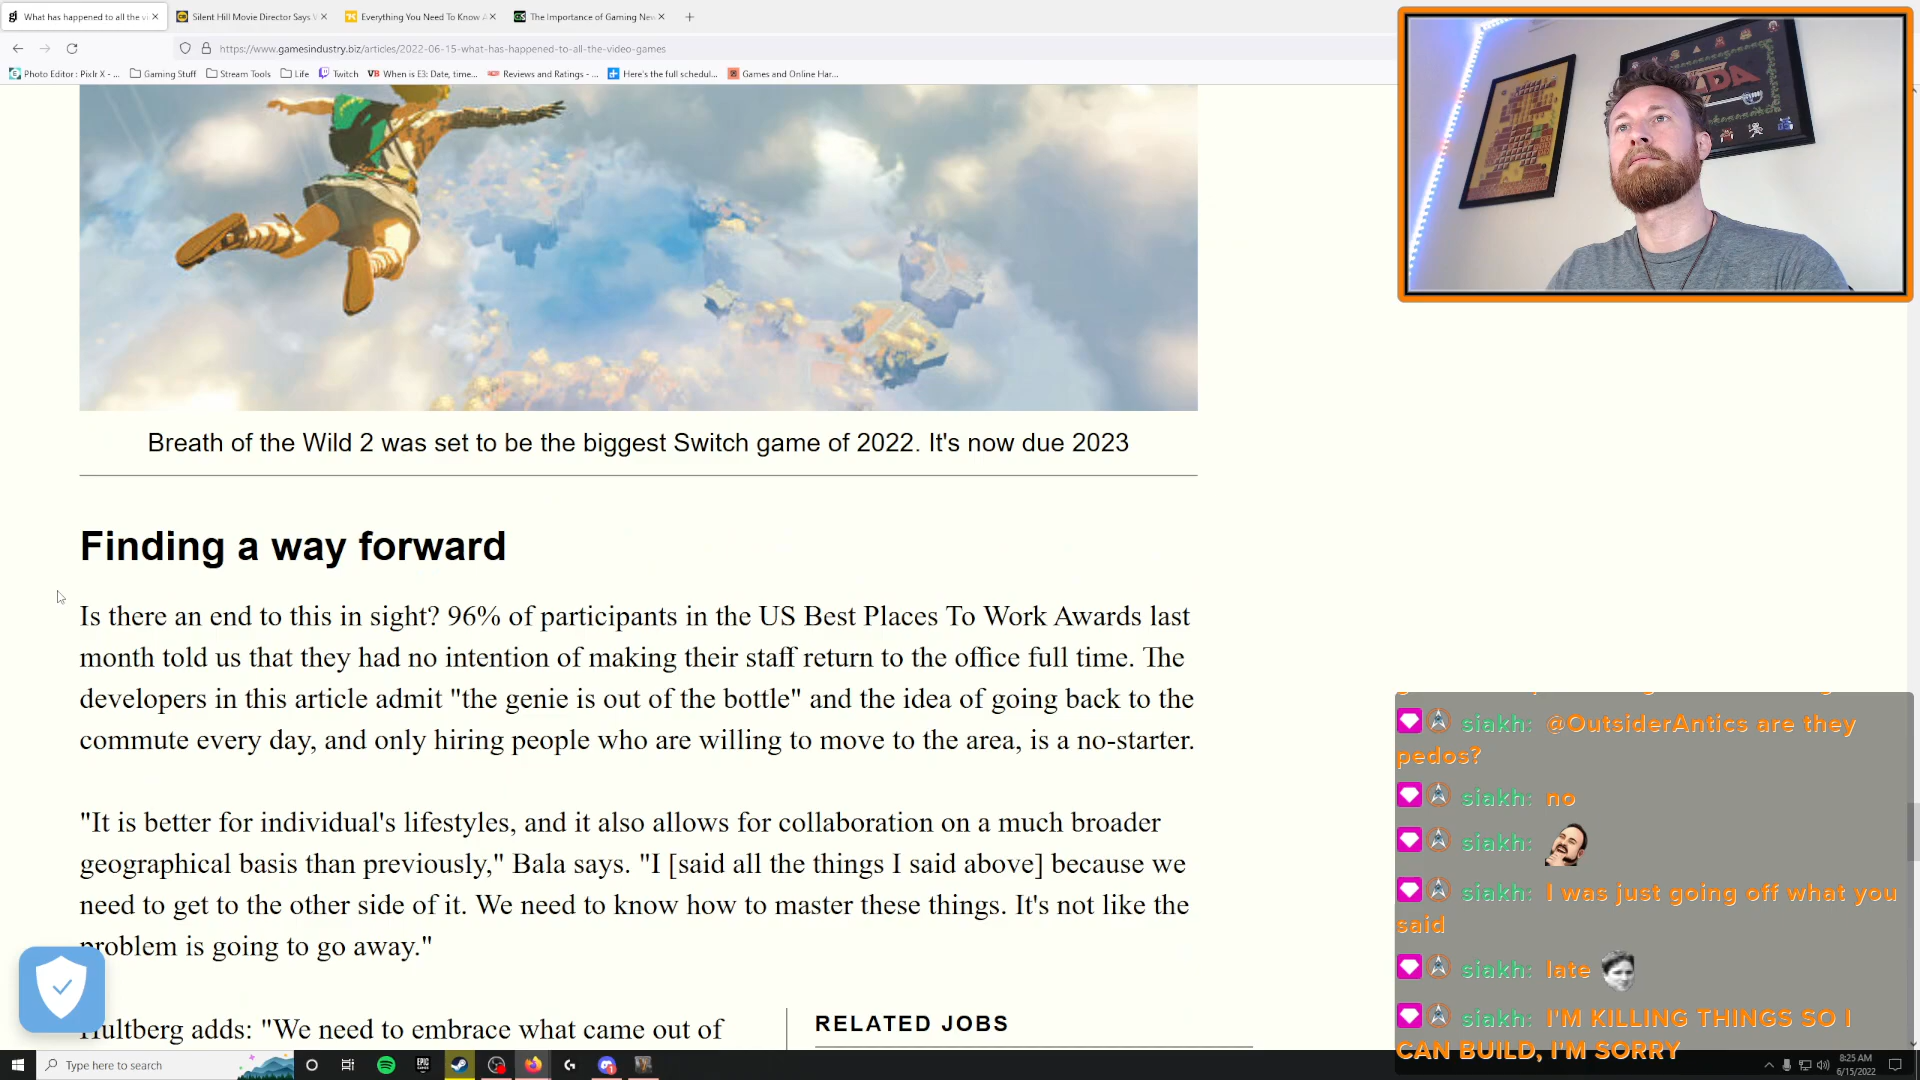 What has happened to all the vi
Silent Hill Movie Director Says
Everything You Need To Know
The Importance of Gaming New
https://www.gamesindustry.biz/articles/2022-06-15-what-has-happened-to-all-the-video-games
Photo Editor : Pixlr X - ...
Gaming Stuff
Stream Tools
Life
Twitch
When is E3: Date, time...
Reviews and Ratings - ...
Here's the full schedul...
Games and Online Har...
Breath of the Wild 2 was set to be the biggest Switch game of 2022. It's now due 2023
Finding a way forward
Is there an end to this in sight? 96% of participants in the US Best Places To Work Awards last
month told us that they had no intention of making their staff return to the office full time. The
developers in this article admit "the genie is out of the bottle" and the idea of going back to the
commute every day, and only hiring people who are willing to move to the area, is a no-starter.
"It is better for individual's lifestyles, and it also allows for collaboration on a much broader
geographical basis than previously," Bala says. "I [said all the things I said above] because we
need to get to the other side of it. We need to know how to master these things. It's not like the
problem is going to go away."
Hultberg adds: "We need to embrace what came out of
RELATED JOBS
siakh: @OutsiderAntics are they
pedos?
siakh: no
siakh:
siakh: I was just going off what you
said
siakh: late
siakh: I'M KILLING THINGS SO I
CAN BUILD, I'M SORRY
Type here to search
8:25 AM
6/15/2022